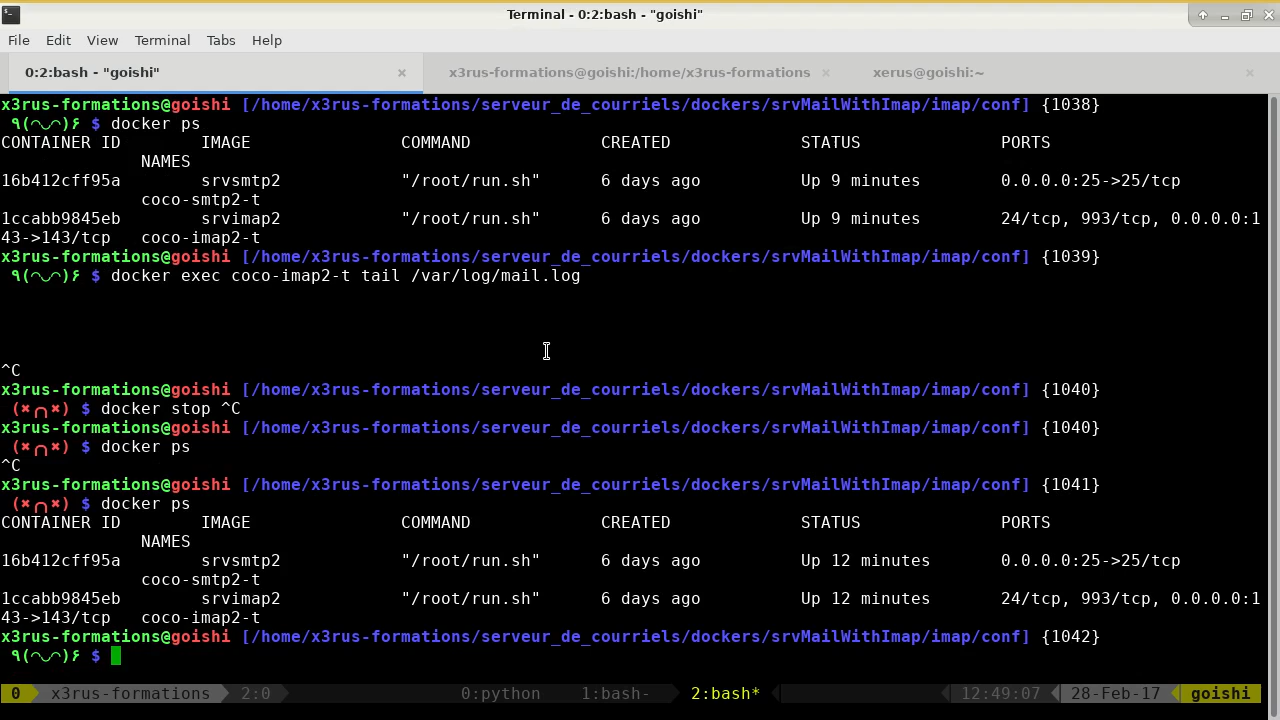 Terminal - 0:2:bash - "goishi"
File Edit View Terminal Tabs Help
0:2:bash - "goishi" × x3rus-formations@goishi:/home/x3rus-formations × xerus@goishi:~ ×
x3rus-formations@goishi [/home/x3rus-formations/serveur_de_courriels/dockers/srvMailWithImap/imap/conf] {1038}
٩(◠◡◠)۶ $ docker ps
CONTAINER ID IMAGE COMMAND CREATED STATUS PORTS
NAMES
16b412cff95a srvsmtp2 "/root/run.sh" 6 days ago Up 9 minutes 0.0.0.0:25->25/tcp
coco-smtp2-t
1ccabb9845eb srvimap2 "/root/run.sh" 6 days ago Up 9 minutes 24/tcp, 993/tcp, 0.0.0.0:1
43->143/tcp coco-imap2-t
x3rus-formations@goishi [/home/x3rus-formations/serveur_de_courriels/dockers/srvMailWithImap/imap/conf] {1039}
٩(◠◡◠)۶ $ docker exec coco-imap2-t tail /var/log/mail.log
^C
x3rus-formations@goishi [/home/x3rus-formations/serveur_de_courriels/dockers/srvMailWithImap/imap/conf] {1040}
(✖╭╮✖) $ docker stop ^C
x3rus-formations@goishi [/home/x3rus-formations/serveur_de_courriels/dockers/srvMailWithImap/imap/conf] {1040}
(✖╭╮✖) $ docker ps
^C
x3rus-formations@goishi [/home/x3rus-formations/serveur_de_courriels/dockers/srvMailWithImap/imap/conf] {1041}
(✖╭╮✖) $ docker ps
CONTAINER ID IMAGE COMMAND CREATED STATUS PORTS
NAMES
16b412cff95a srvsmtp2 "/root/run.sh" 6 days ago Up 12 minutes 0.0.0.0:25->25/tcp
coco-smtp2-t
1ccabb9845eb srvimap2 "/root/run.sh" 6 days ago Up 12 minutes 24/tcp, 993/tcp, 0.0.0.0:1
43->143/tcp coco-imap2-t
x3rus-formations@goishi [/home/x3rus-formations/serveur_de_courriels/dockers/srvMailWithImap/imap/conf] {1042}
٩(◠◡◠)۶ $
0 x3rus-formations 2:0 0:python 1:bash- 2:bash* 12:49:07 28-Feb-17 goishi